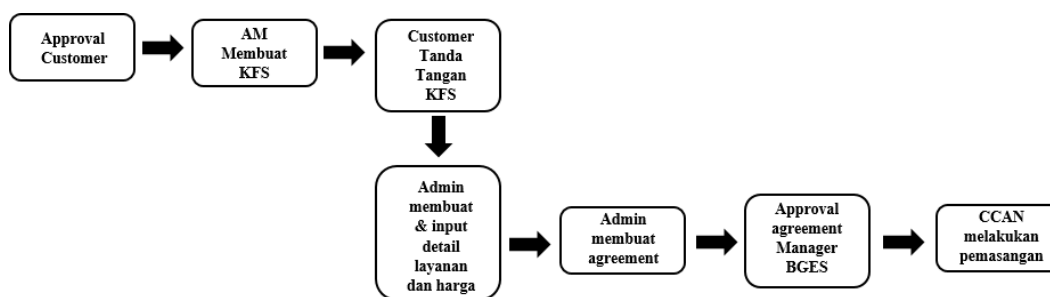 Approval
Customer
AM
Membuat
KFS
Customer
Tanda
Tangan
KFS
Admin
membuat
& input
detail
layanan
dan harga
Admin
membuat
agreement
Approval
agreement
Manager
BGES
CCAN
melakukan
pemasangan